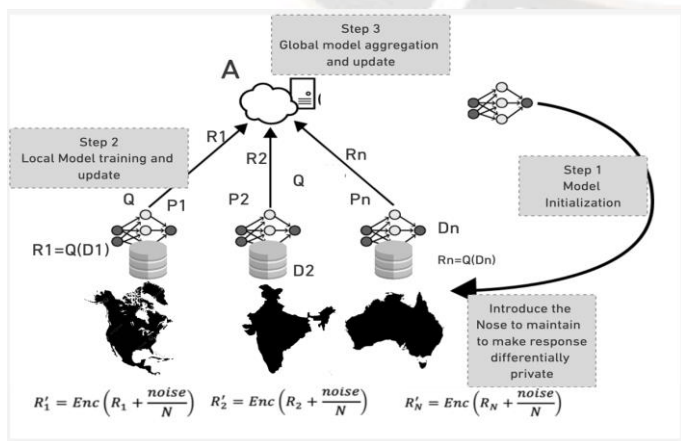 Step 3
Global model aggregation
and update
A
Step 2
Local Model training and
update
R1
R2
Rn
Q
Step 1
Model
Initialization
Q
P1
P2
Pn
Dn
R1=Q(D1)
D2
Rn=Q(Dn)
Introduce the
Nose to maintain
to make response
differentially
private
R'₁ = Enc(R₁ + noise/N)
R'₂ = Enc(R₂ + noise/N)
R'_N = Enc(R_N + noise/N)